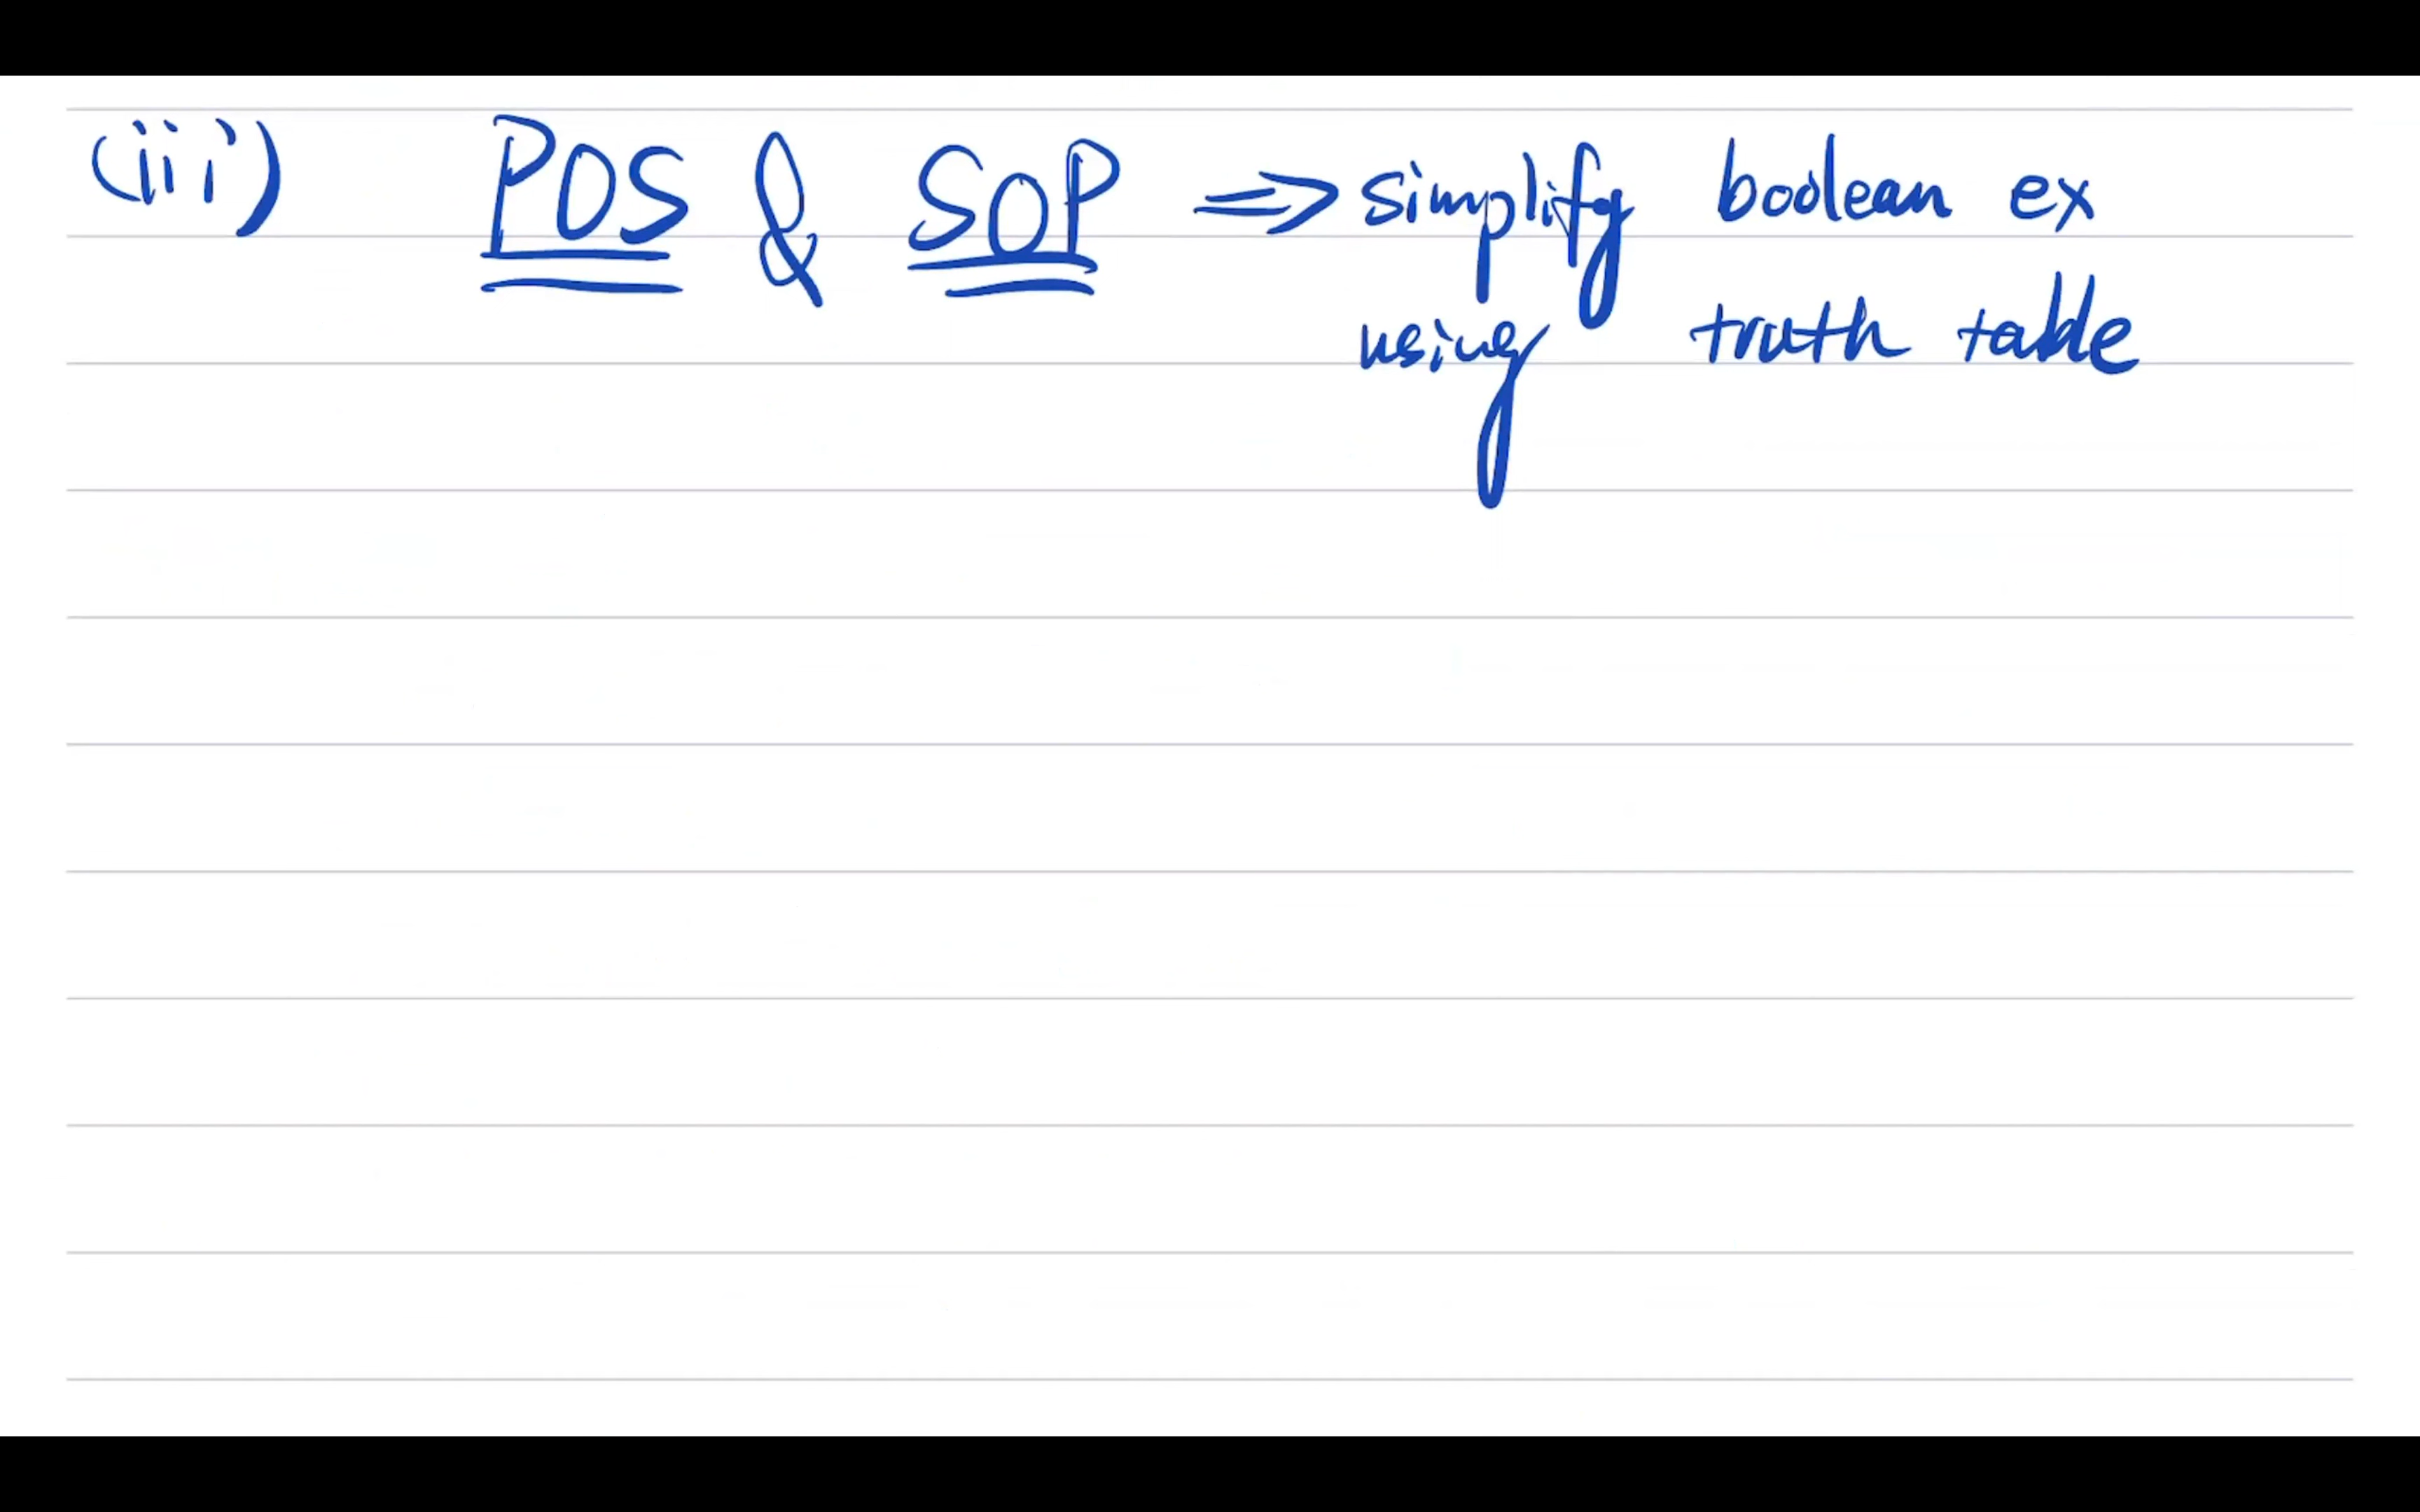 (iii) POS & SOP => simplify boolean ex
using truth table